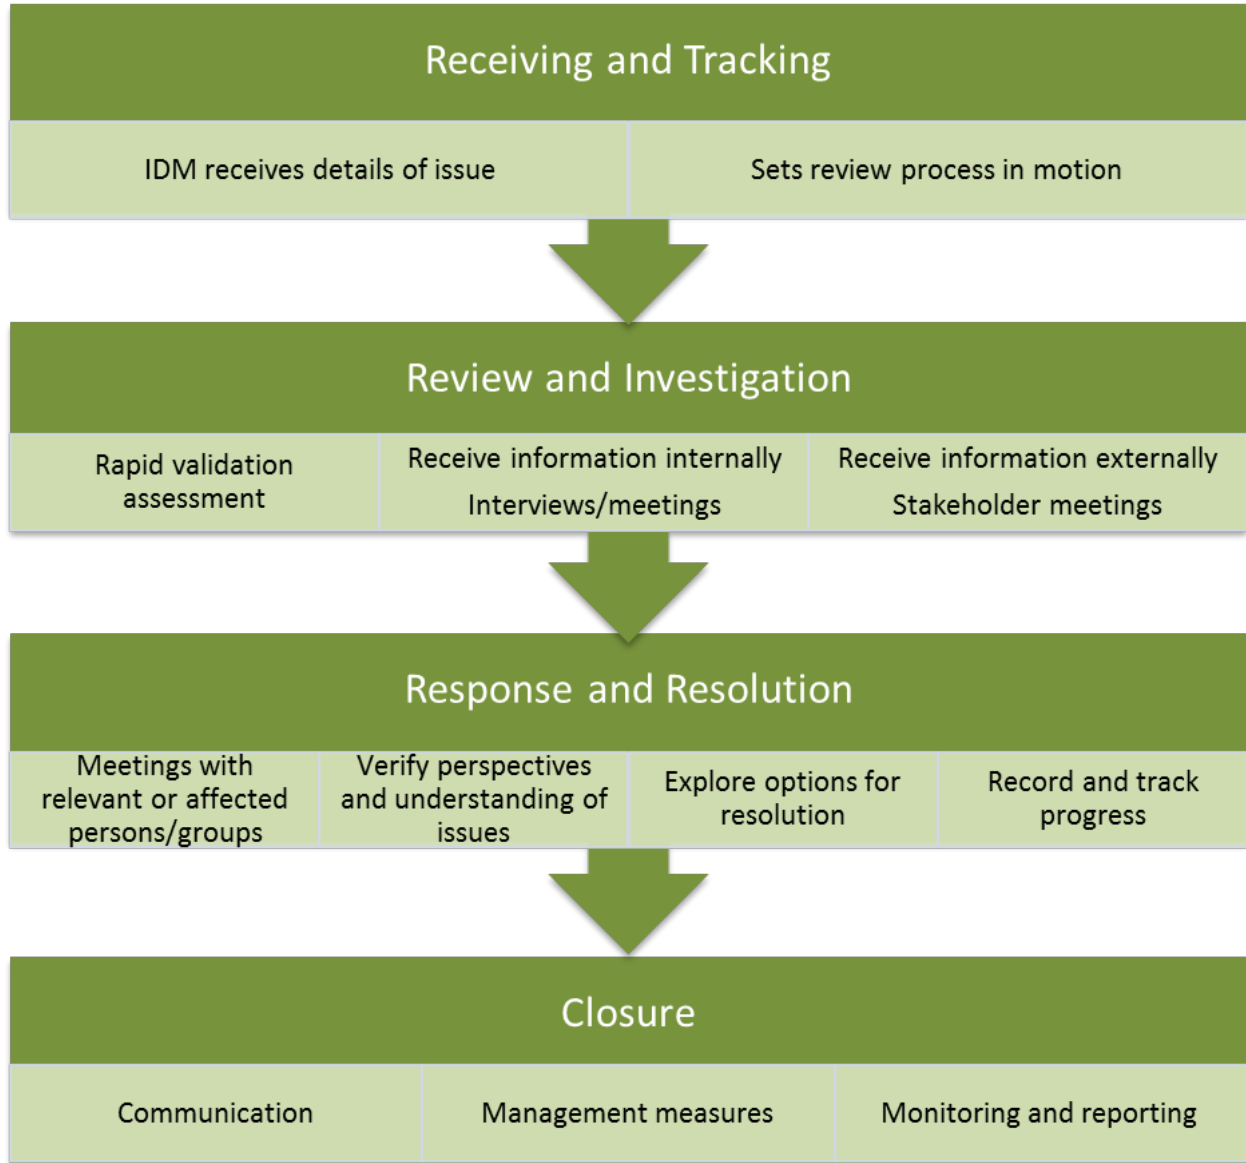 Receiving and Tracking
IDM receives details of issue
Sets review process in motion
Review and Investigation
Rapid validation
assessment
Receive information internally
Interviews/meetings
Receive information externally
Stakeholder meetings
Response and Resolution
Meetings with
relevant or affected
persons/groups
Verify perspectives
and understanding of
issues
Explore options for
resolution
Record and track
progress
Closure
Communication
Management measures
Monitoring and reporting